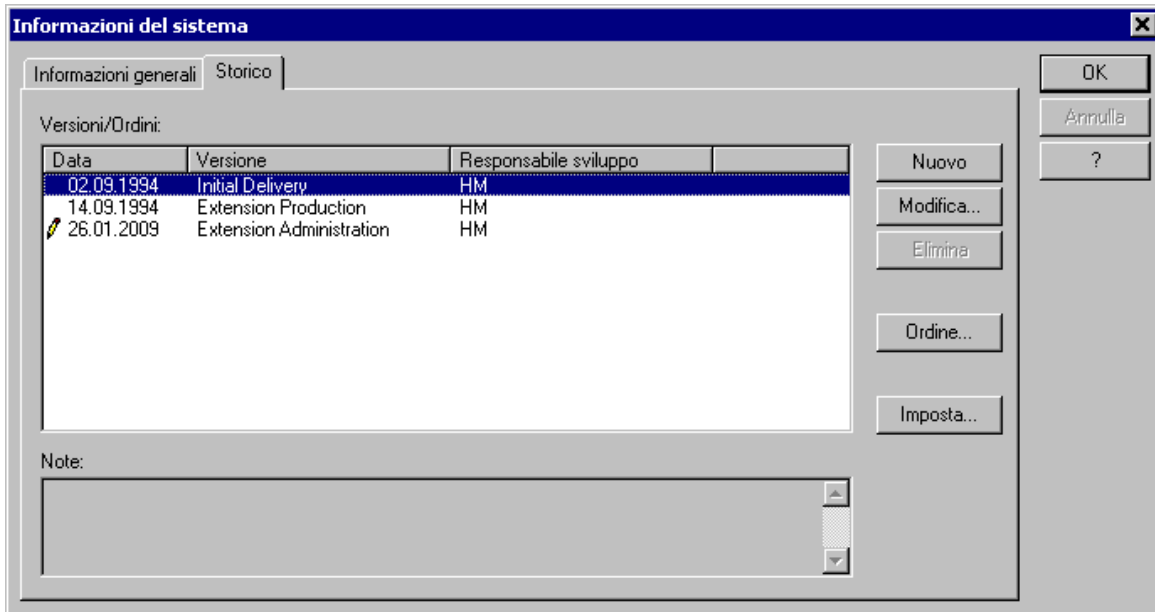 Informazioni del sistema
Informazioni generali Storico
OK
Annulla
?
Versioni/Ordini:
Data Versione Responsabile sviluppo
02.09.1994 Initial Delivery HM
14.09.1994 Extension Production HM
26.01.2009 Extension Administration HM
Nuovo
Modifica...
Elimina
Ordine...
Imposta...
Note: